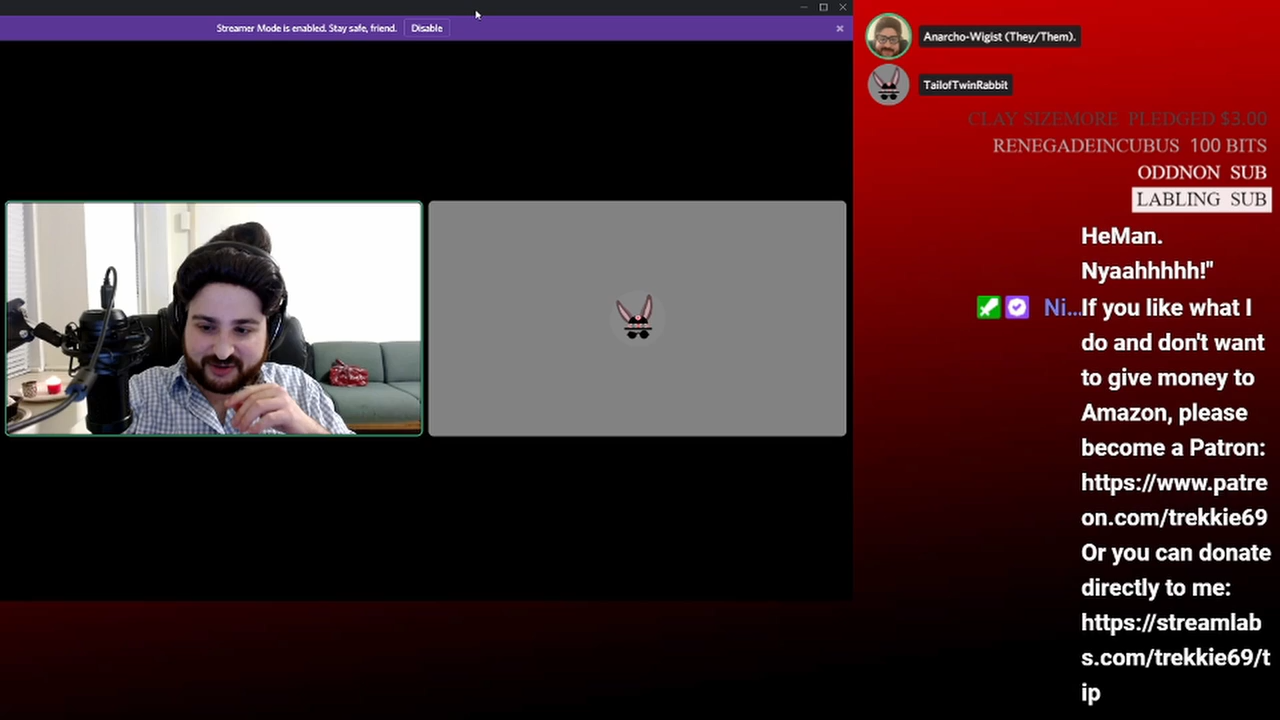 Streamer Mode is enabled. Stay safe, friend. Disable
Anarcho-Wigist (They/Them).
TailofTwinRabbit
CLAY SIZEMORE PLEDGED $3.00
RENEGADEINCUBUS 100 BITS
ODDNON SUB
LABLING SUB
HeMan.
Nyaahhhhh!"
Ni...If you like what I
do and don't want
to give money to
Amazon, please
become a Patron:
https://www.patre
on.com/trekkie69
Or you can donate
directly to me:
https://streamlab
s.com/trekkie69/t
ip